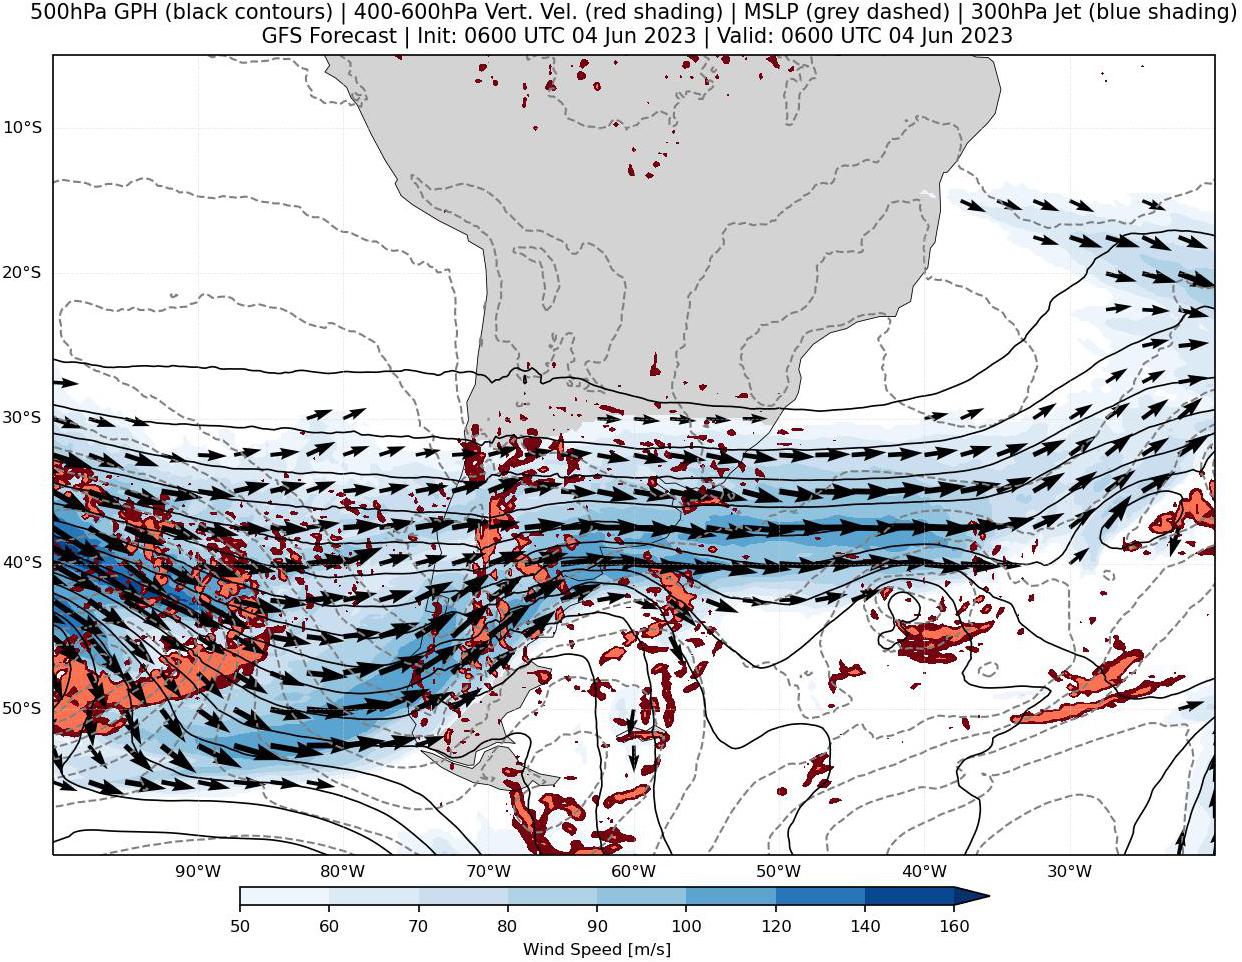 500hPa GPH (black contours) | 400-600hPa Vert. Vel. (red shading) | MSLP (grey dashed) | 300hPa Jet (blue shading)
GFS Forecast | Init: 0600 UTC 04 Jun 2023 | Valid: 0600 UTC 04 Jun 2023
10°S
20°S
30°S
40°S
50°S
90°W 80°W 70°W 60°W 50°W 40°W 30°W
50 60 70 80 90 100 120 140 160
Wind Speed [m/s]